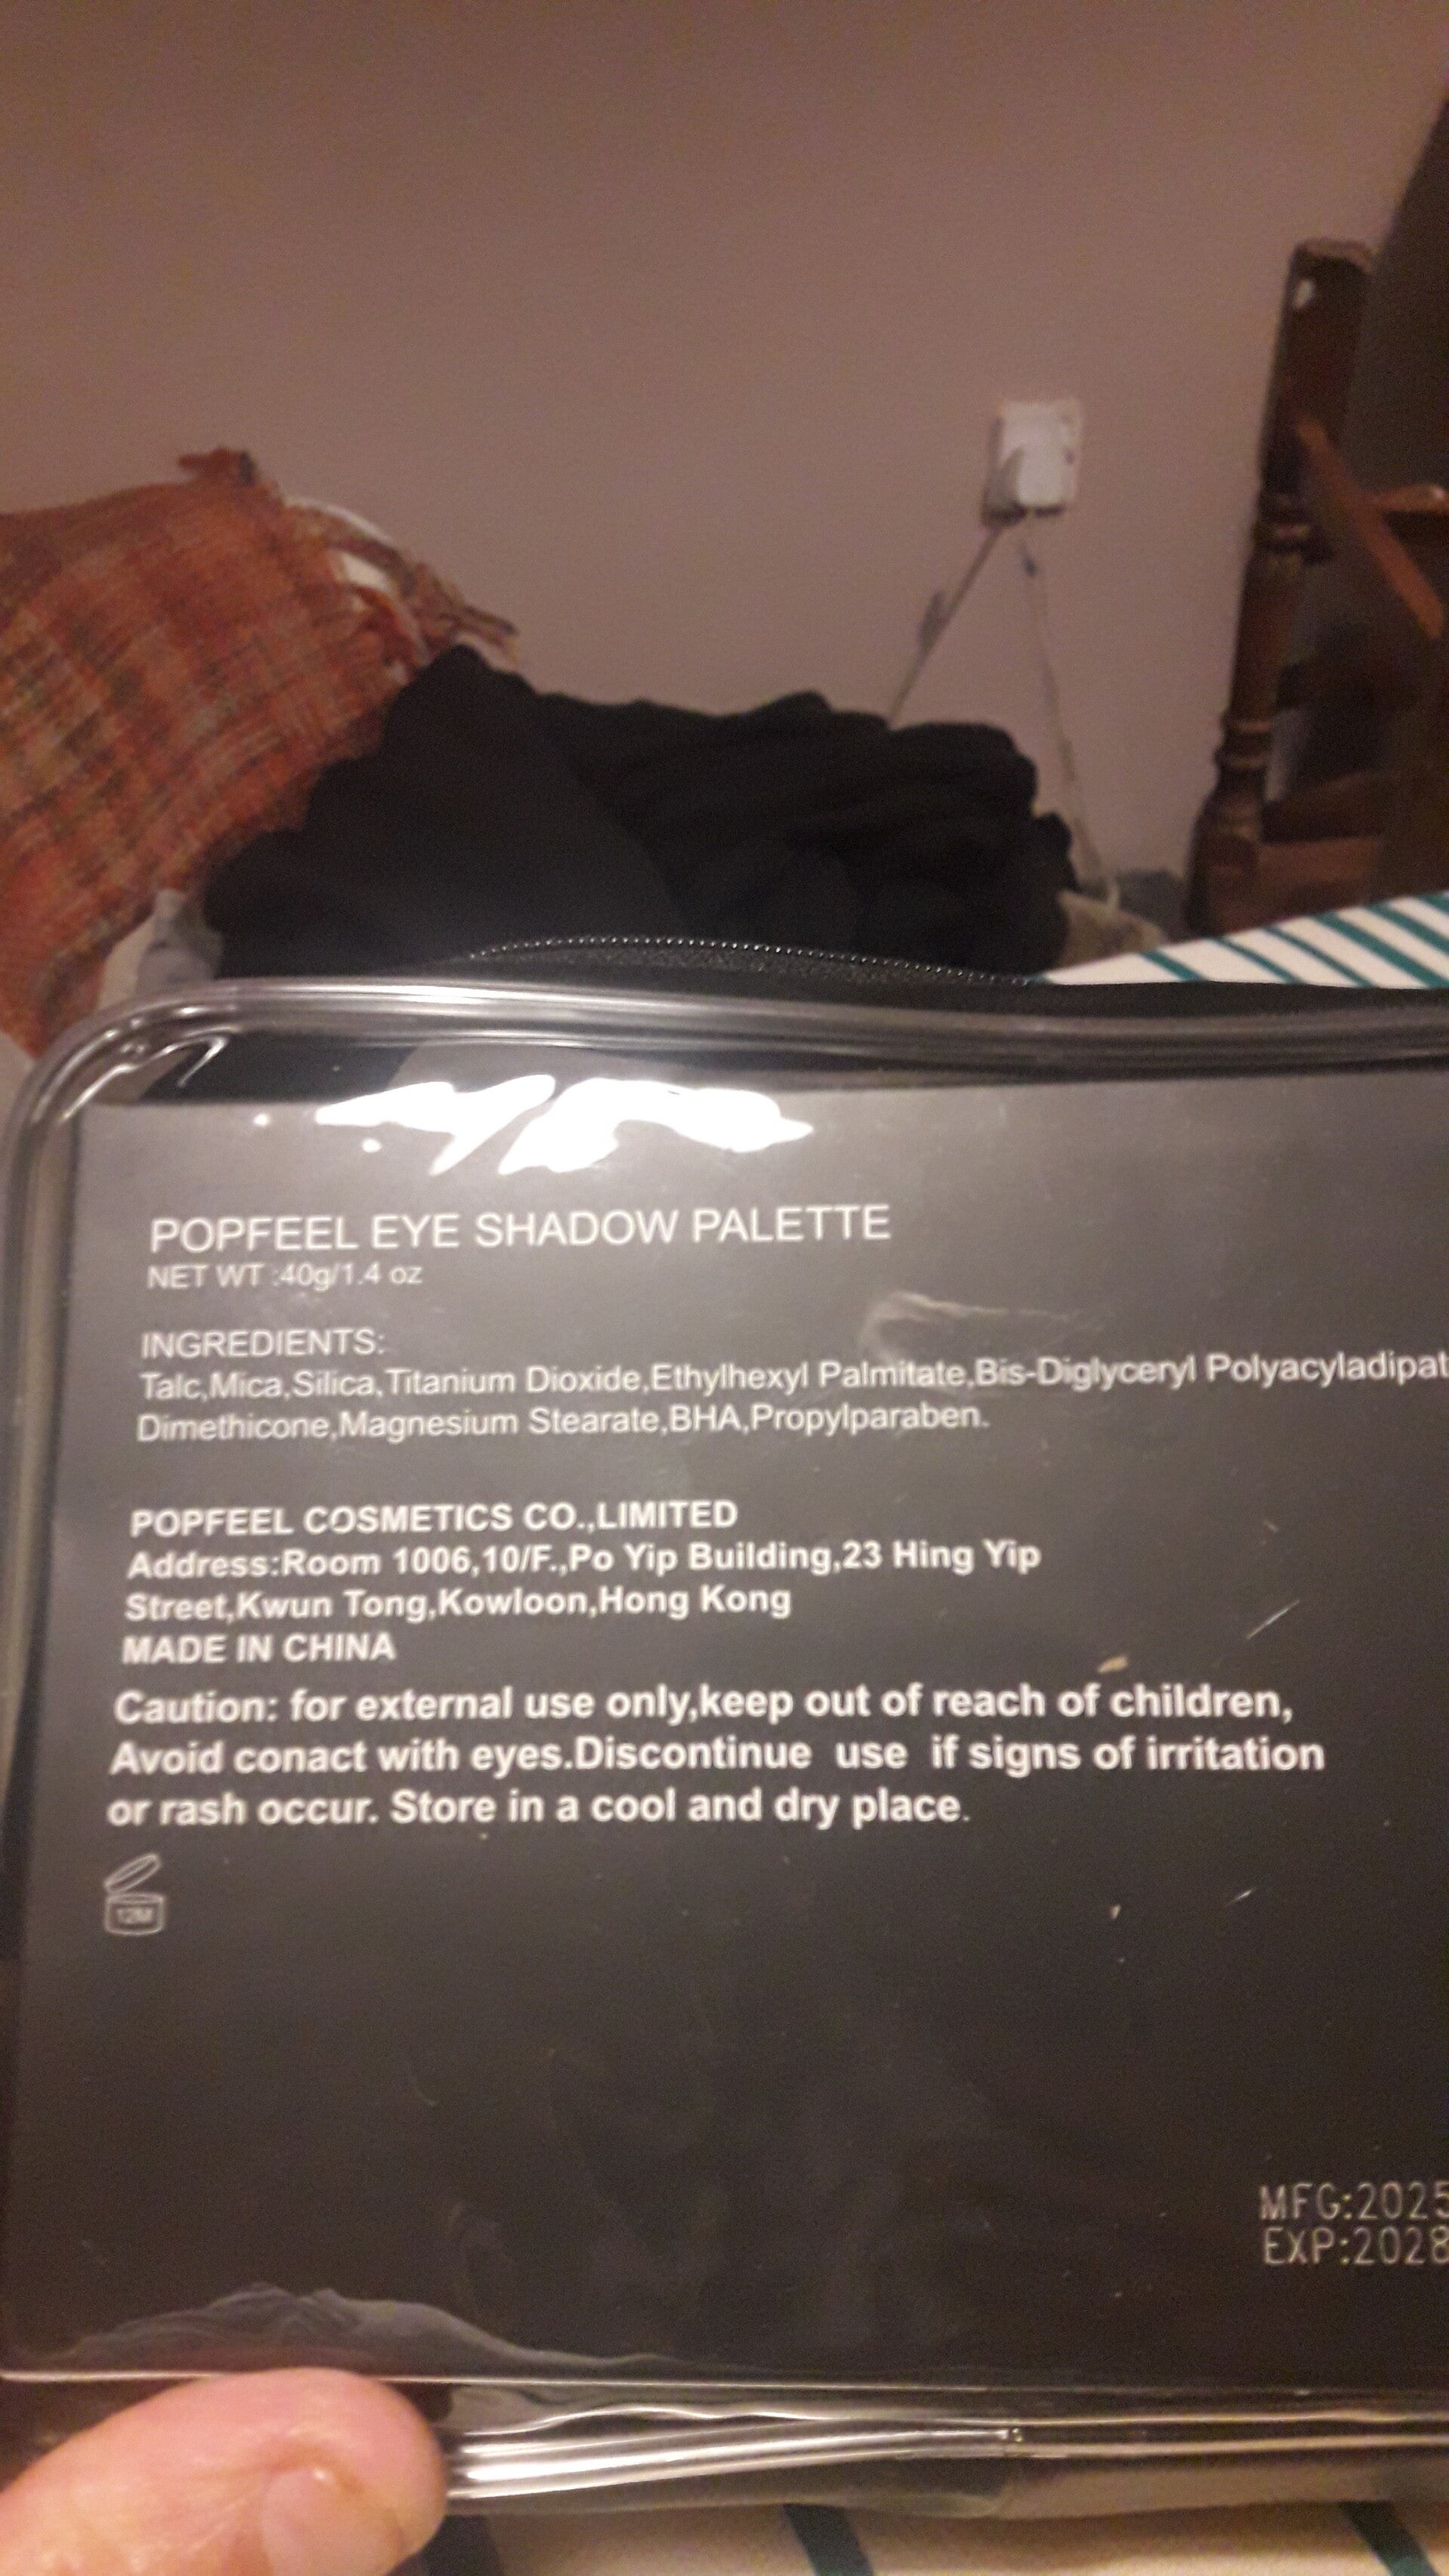 POPFEEL EYE SHADOW PALETTE
NET WT :40g/1.4 oz
INGREDIENTS:
Talc,Mica,Silica,Titanium Dioxide,Ethylhexyl Palmitate,Bis-Diglyceryl Polyacyladipat
Dimethicone,Magnesium Stearate,BHA,Propylparaben.
POPFEEL COSMETICS CO.,LIMITED
Address:Room 1006,10/F.,Po Yip Building,23 Hing Yip
Street,Kwun Tong,Kowloon,Hong Kong
MADE IN CHINA
Caution: for external use only,keep out of reach of children,
Avoid conact with eyes.Discontinue use if signs of irritation
or rash occur. Store in a cool and dry place.
12M
MFG:2025
EXP:2028